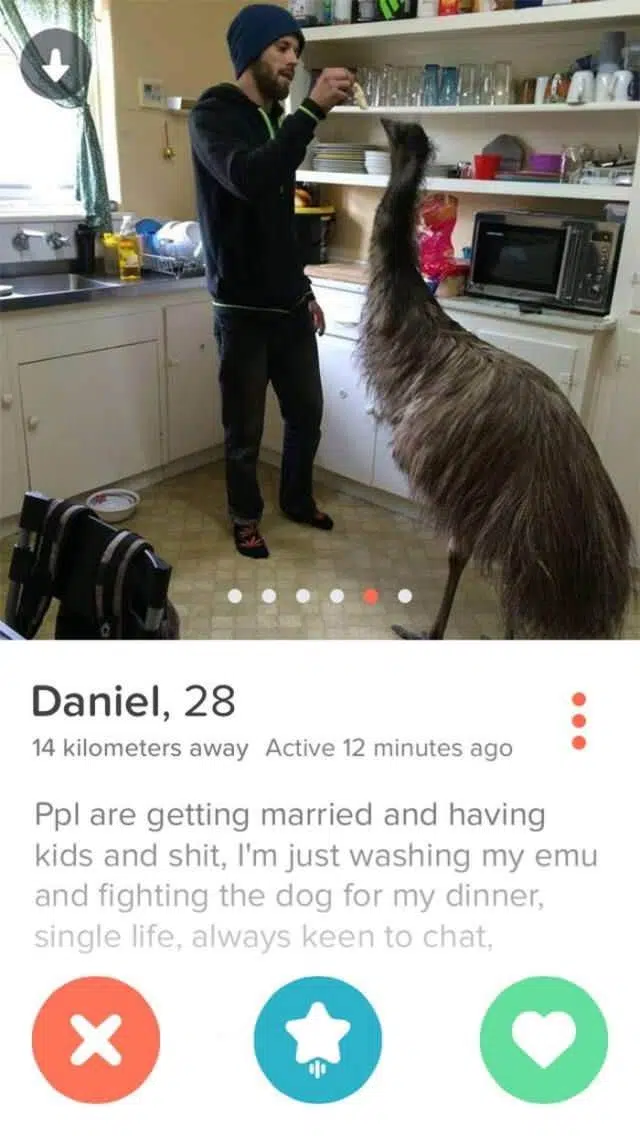 Daniel, 28
14 kilometers away Active 12 minutes ago
Ppl are getting married and having
kids and shit, I'm just washing my emu
and fighting the dog for my dinner,
single life, always keen to chat,